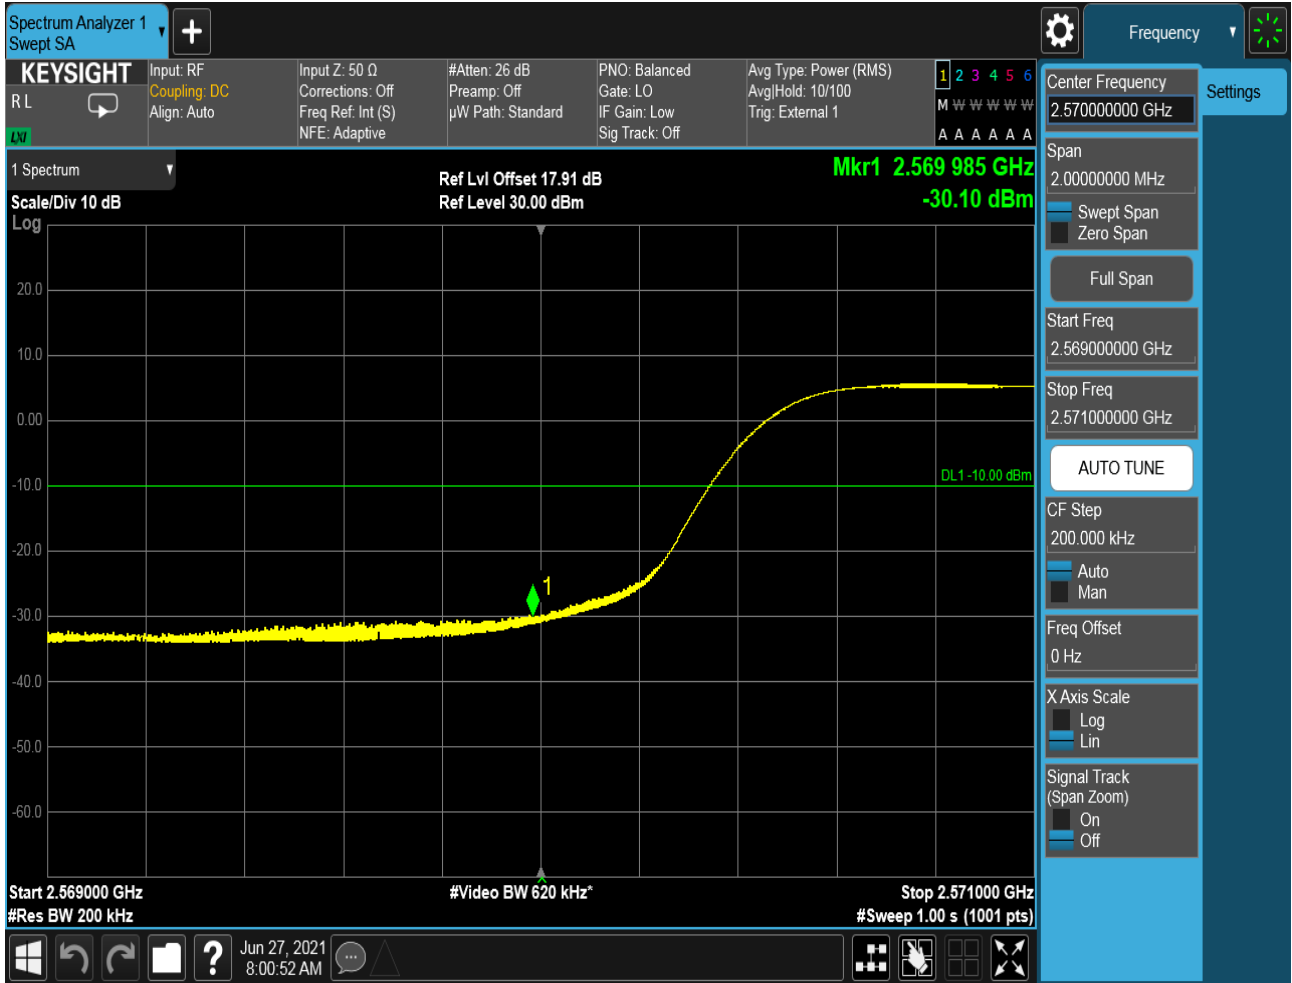 Spectrum Analyzer 1
Swept SA
Frequency
KEYSIGHT
R L
LXI
Input: RF
Coupling: DC
Align: Auto
Input Z: 50 Ω
Corrections: Off
Freq Ref: Int (S)
NFE: Adaptive
#Atten: 26 dB
Preamp: Off
µW Path: Standard
PNO: Balanced
Gate: LO
IF Gain: Low
Sig Track: Off
Avg Type: Power (RMS)
Avg|Hold: 10/100
Trig: External 1
1 2 3 4 5 6
M W W W W W
A A A A A A
1 Spectrum
Scale/Div 10 dB
Log
Ref Lvl Offset 17.91 dB
Ref Level 30.00 dBm
Mkr1 2.569 985 GHz
-30.10 dBm
20.0
10.0
0.00
-10.0
-20.0
-30.0
-40.0
-50.0
-60.0
DL1 -10.00 dBm
1
Start 2.569000 GHz
#Res BW 200 kHz
#Video BW 620 kHz*
Stop 2.571000 GHz
#Sweep 1.00 s (1001 pts)
Center Frequency
2.570000000 GHz
Span
2.00000000 MHz
Swept Span
Zero Span
Full Span
Start Freq
2.569000000 GHz
Stop Freq
2.571000000 GHz
AUTO TUNE
CF Step
200.000 kHz
Auto
Man
Freq Offset
0 Hz
X Axis Scale
Log
Lin
Signal Track
(Span Zoom)
On
Off
Settings
?
Jun 27, 2021
8:00:52 AM